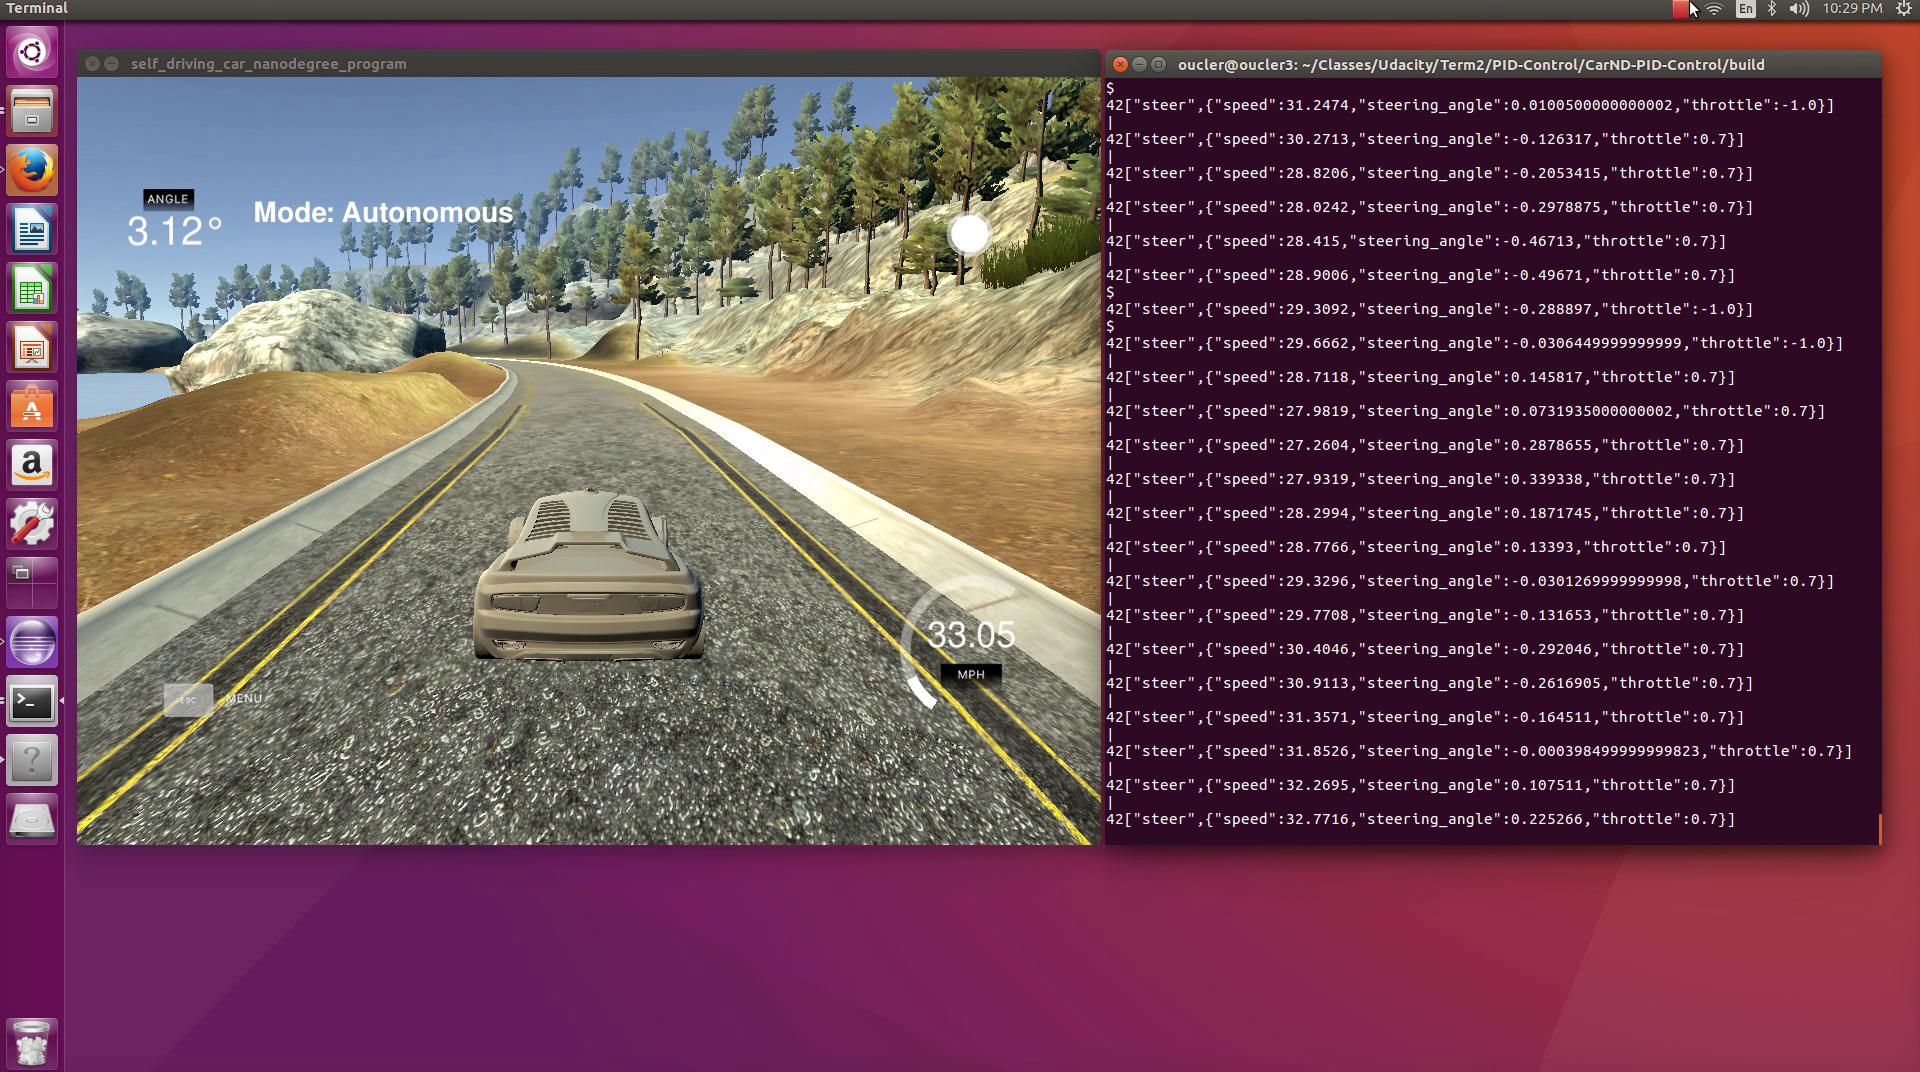 Terminal
En
10:29 PM
self_driving_car_nanodegree_program
ANGLE
3.12°
Mode: Autonomous
33.05
MPH
ESC
MENU
oucler@oucler3: ~/Classes/Udacity/Term2/PID-Control/CarND-PID-Control/build
$
42["steer",{"speed":31.2474,"steering_angle":0.0100500000000002,"throttle":-1.0}]
|
42["steer",{"speed":30.2713,"steering_angle":-0.126317,"throttle":0.7}]
|
42["steer",{"speed":28.8206,"steering_angle":-0.2053415,"throttle":0.7}]
|
42["steer",{"speed":28.0242,"steering_angle":-0.2978875,"throttle":0.7}]
|
42["steer",{"speed":28.415,"steering_angle":-0.46713,"throttle":0.7}]
|
42["steer",{"speed":28.9006,"steering_angle":-0.49671,"throttle":0.7}]
$
42["steer",{"speed":29.3092,"steering_angle":-0.288897,"throttle":-1.0}]
$
42["steer",{"speed":29.6662,"steering_angle":-0.0306449999999999,"throttle":-1.0}]
|
42["steer",{"speed":28.7118,"steering_angle":0.145817,"throttle":0.7}]
|
42["steer",{"speed":27.9819,"steering_angle":0.0731935000000002,"throttle":0.7}]
|
42["steer",{"speed":27.2604,"steering_angle":0.2878655,"throttle":0.7}]
|
42["steer",{"speed":27.9319,"steering_angle":0.339338,"throttle":0.7}]
|
42["steer",{"speed":28.2994,"steering_angle":0.1871745,"throttle":0.7}]
|
42["steer",{"speed":28.7766,"steering_angle":0.13393,"throttle":0.7}]
|
42["steer",{"speed":29.3296,"steering_angle":-0.0301269999999998,"throttle":0.7}]
|
42["steer",{"speed":29.7708,"steering_angle":-0.131653,"throttle":0.7}]
|
42["steer",{"speed":30.4046,"steering_angle":-0.292046,"throttle":0.7}]
|
42["steer",{"speed":30.9113,"steering_angle":-0.2616905,"throttle":0.7}]
|
42["steer",{"speed":31.3571,"steering_angle":-0.164511,"throttle":0.7}]
|
42["steer",{"speed":31.8526,"steering_angle":-0.000398499999999823,"throttle":0.7}]
|
42["steer",{"speed":32.2695,"steering_angle":0.107511,"throttle":0.7}]
|
42["steer",{"speed":32.7716,"steering_angle":0.225266,"throttle":0.7}]